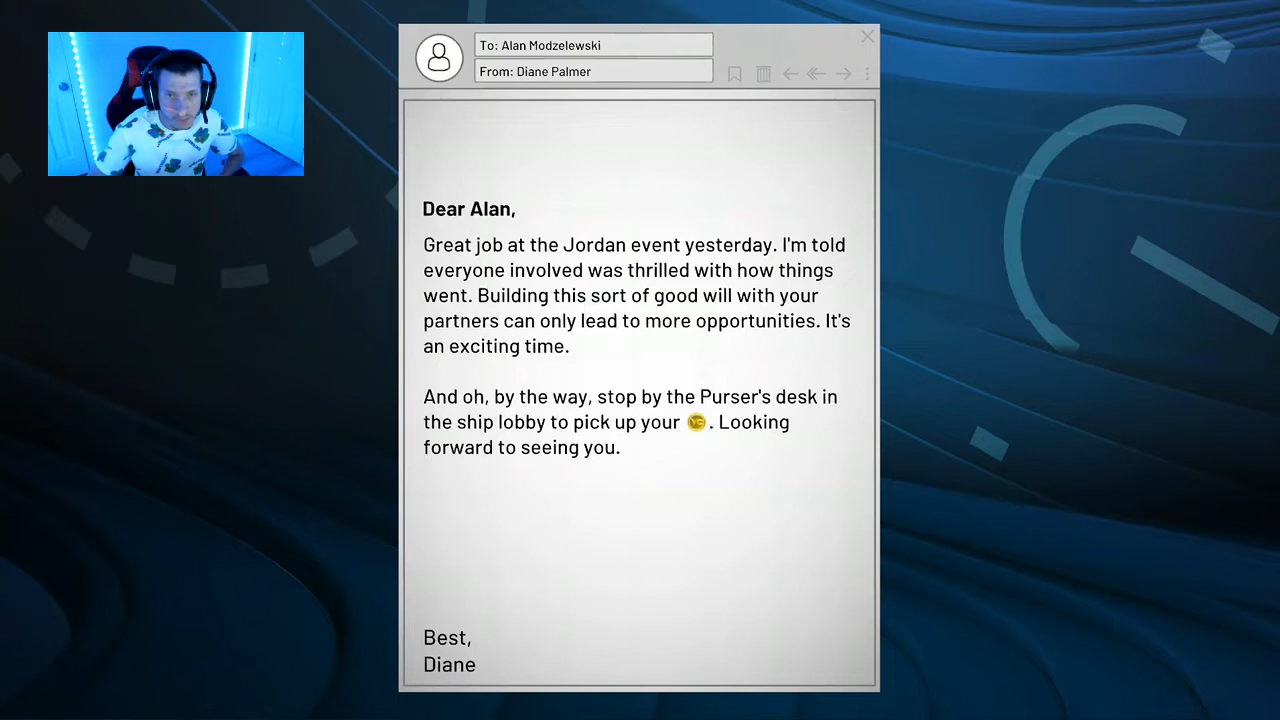 To: Alan Modzelewski
From: Diane Palmer
Dear Alan,
Great job at the Jordan event yesterday. I'm told
everyone involved was thrilled with how things
went. Building this sort of good will with your
partners can only lead to more opportunities. It's
an exciting time.
And oh, by the way, stop by the Purser's desk in
the ship lobby to pick up your VC. Looking
forward to seeing you.
Best,
Diane